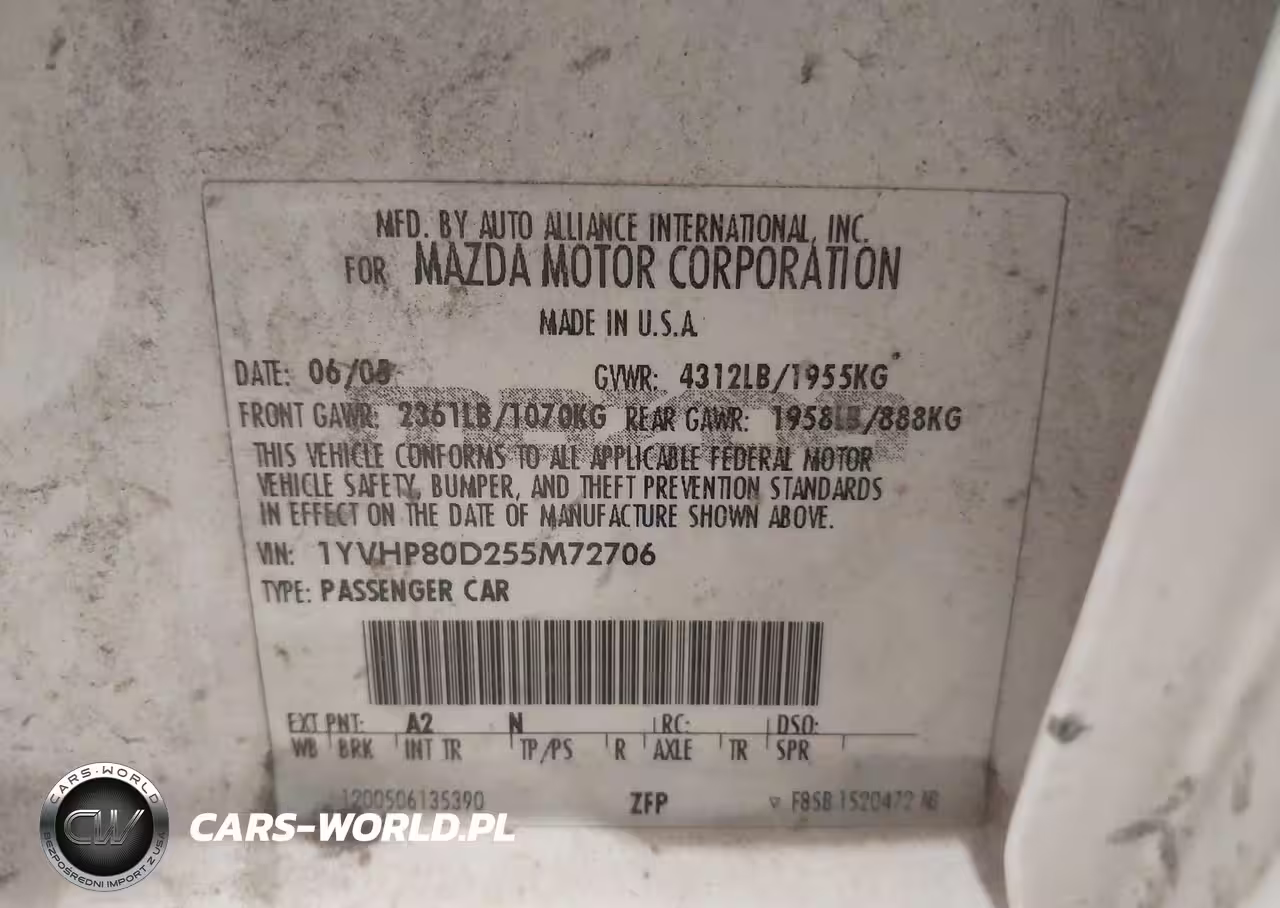 MFD. BY AUTO ALLIANCE INTERNATIONAL, INC.
FOR MAZDA MOTOR CORPORATION
MADE IN U.S.A.
DATE: 06/05 GVWR: 4312LB/1955KG
FRONT GAWR: 2361LB/1070KG REAR GAWR: 1958LB/888KG
THIS VEHICLE CONFORMS TO ALL APPLICABLE FEDERAL MOTOR
VEHICLE SAFETY, BUMPER, AND THEFT PREVENTION STANDARDS
IN EFFECT ON THE DATE OF MANUFACTURE SHOWN ABOVE.
VIN: 1YVHP80D255M72706
TYPE: PASSENGER CAR
EXT PNT: A2 N RC: DSO:
WB BRK INT TR TP/PS R AXLE TR SPR
1200506135390 ZFP F85B 1520472 AB
CARS-WORLD
CW
BEZPOŚREDNI IMPORT Z USA
CARS-WORLD.PL